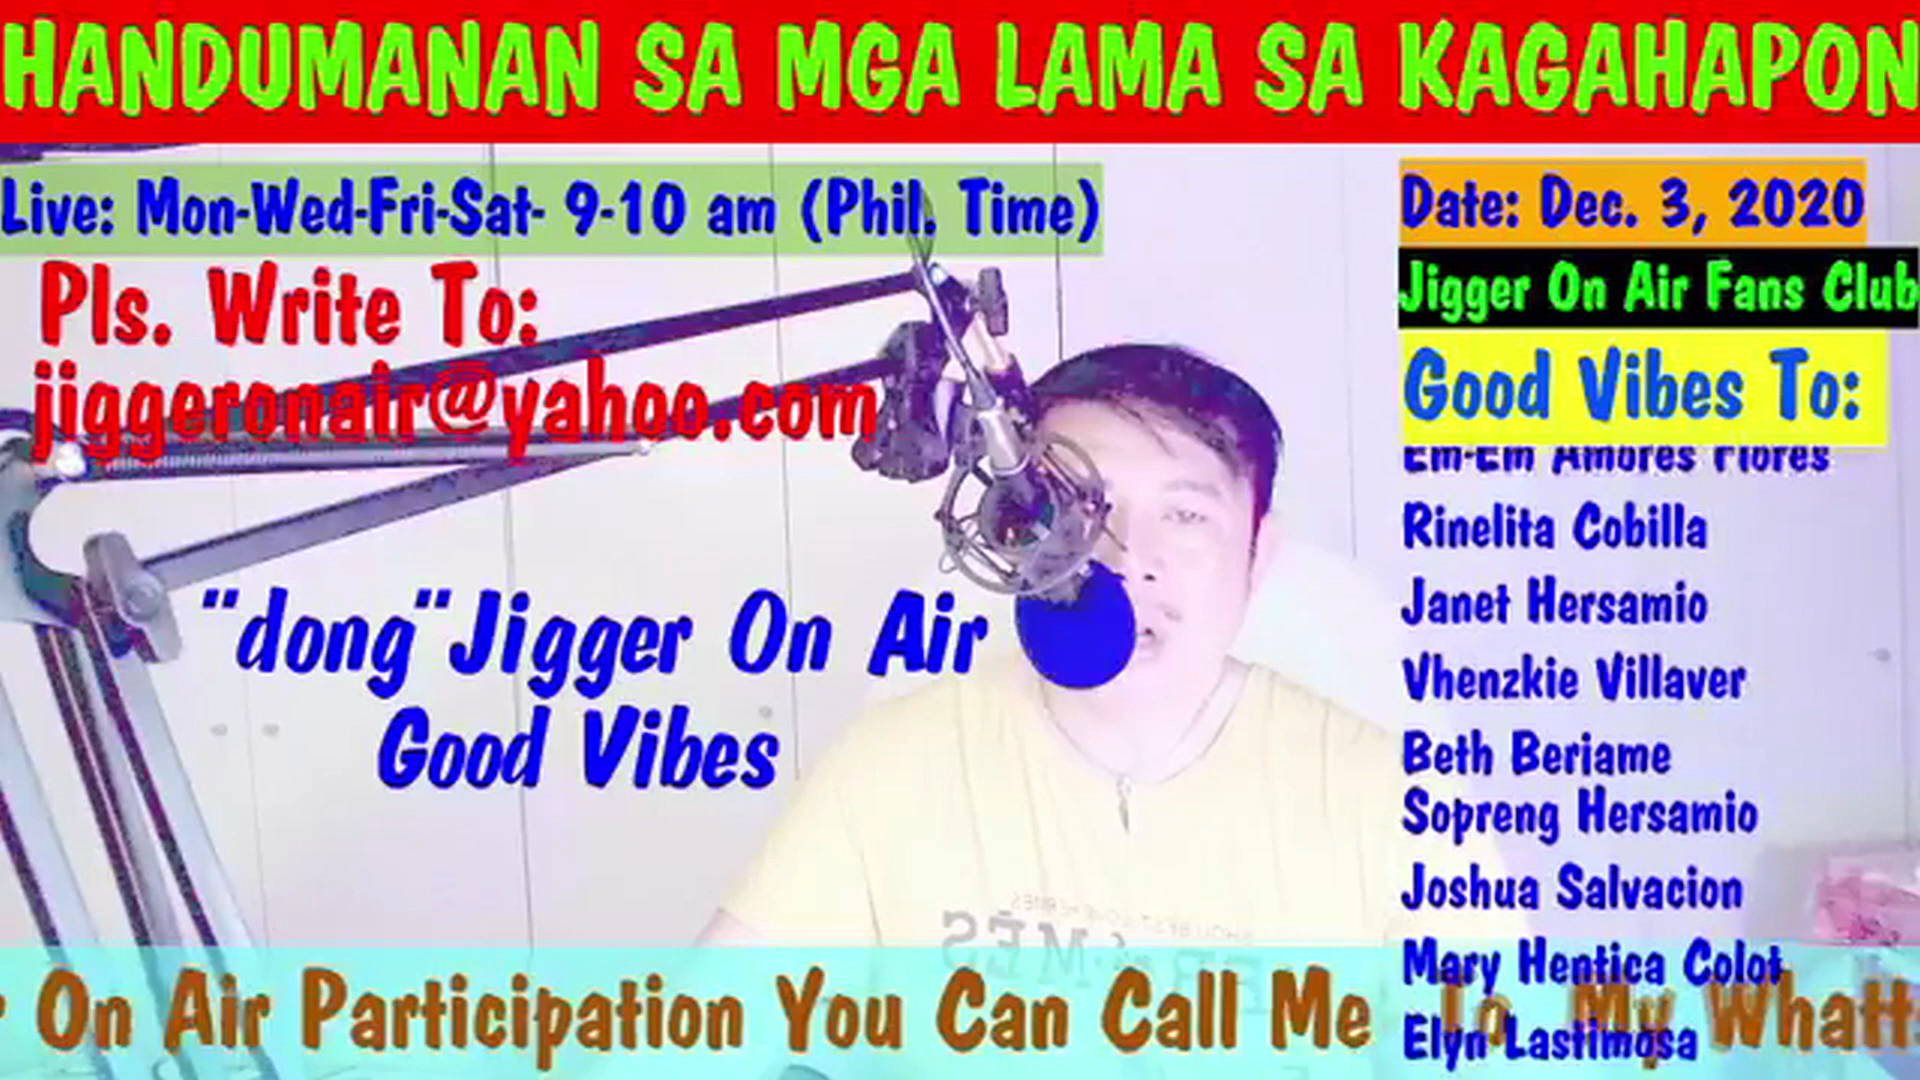 HANDUMANAN SA MGA LAMA SA KAGAHAPON
Live: Mon-Wed-Fri-Sat- 9-10 am (Phil. Time)
Pls. Write To:
jiggeronair@yahoo.com
"dong"Jigger On Air
Good Vibes
Date: Dec. 3, 2020
Jigger On Air Fans Club
Good Vibes To:
Em-Em Amores Flores
Rinelita Cobilla
Janet Hersamio
Vhenzkie Villaver
Beth Beriame
Sopreng Hersamio
Joshua Salvacion
Mary Hentica Colot
Elyn Lastimosa
On Air Participation You Can Call Me To My Whatt